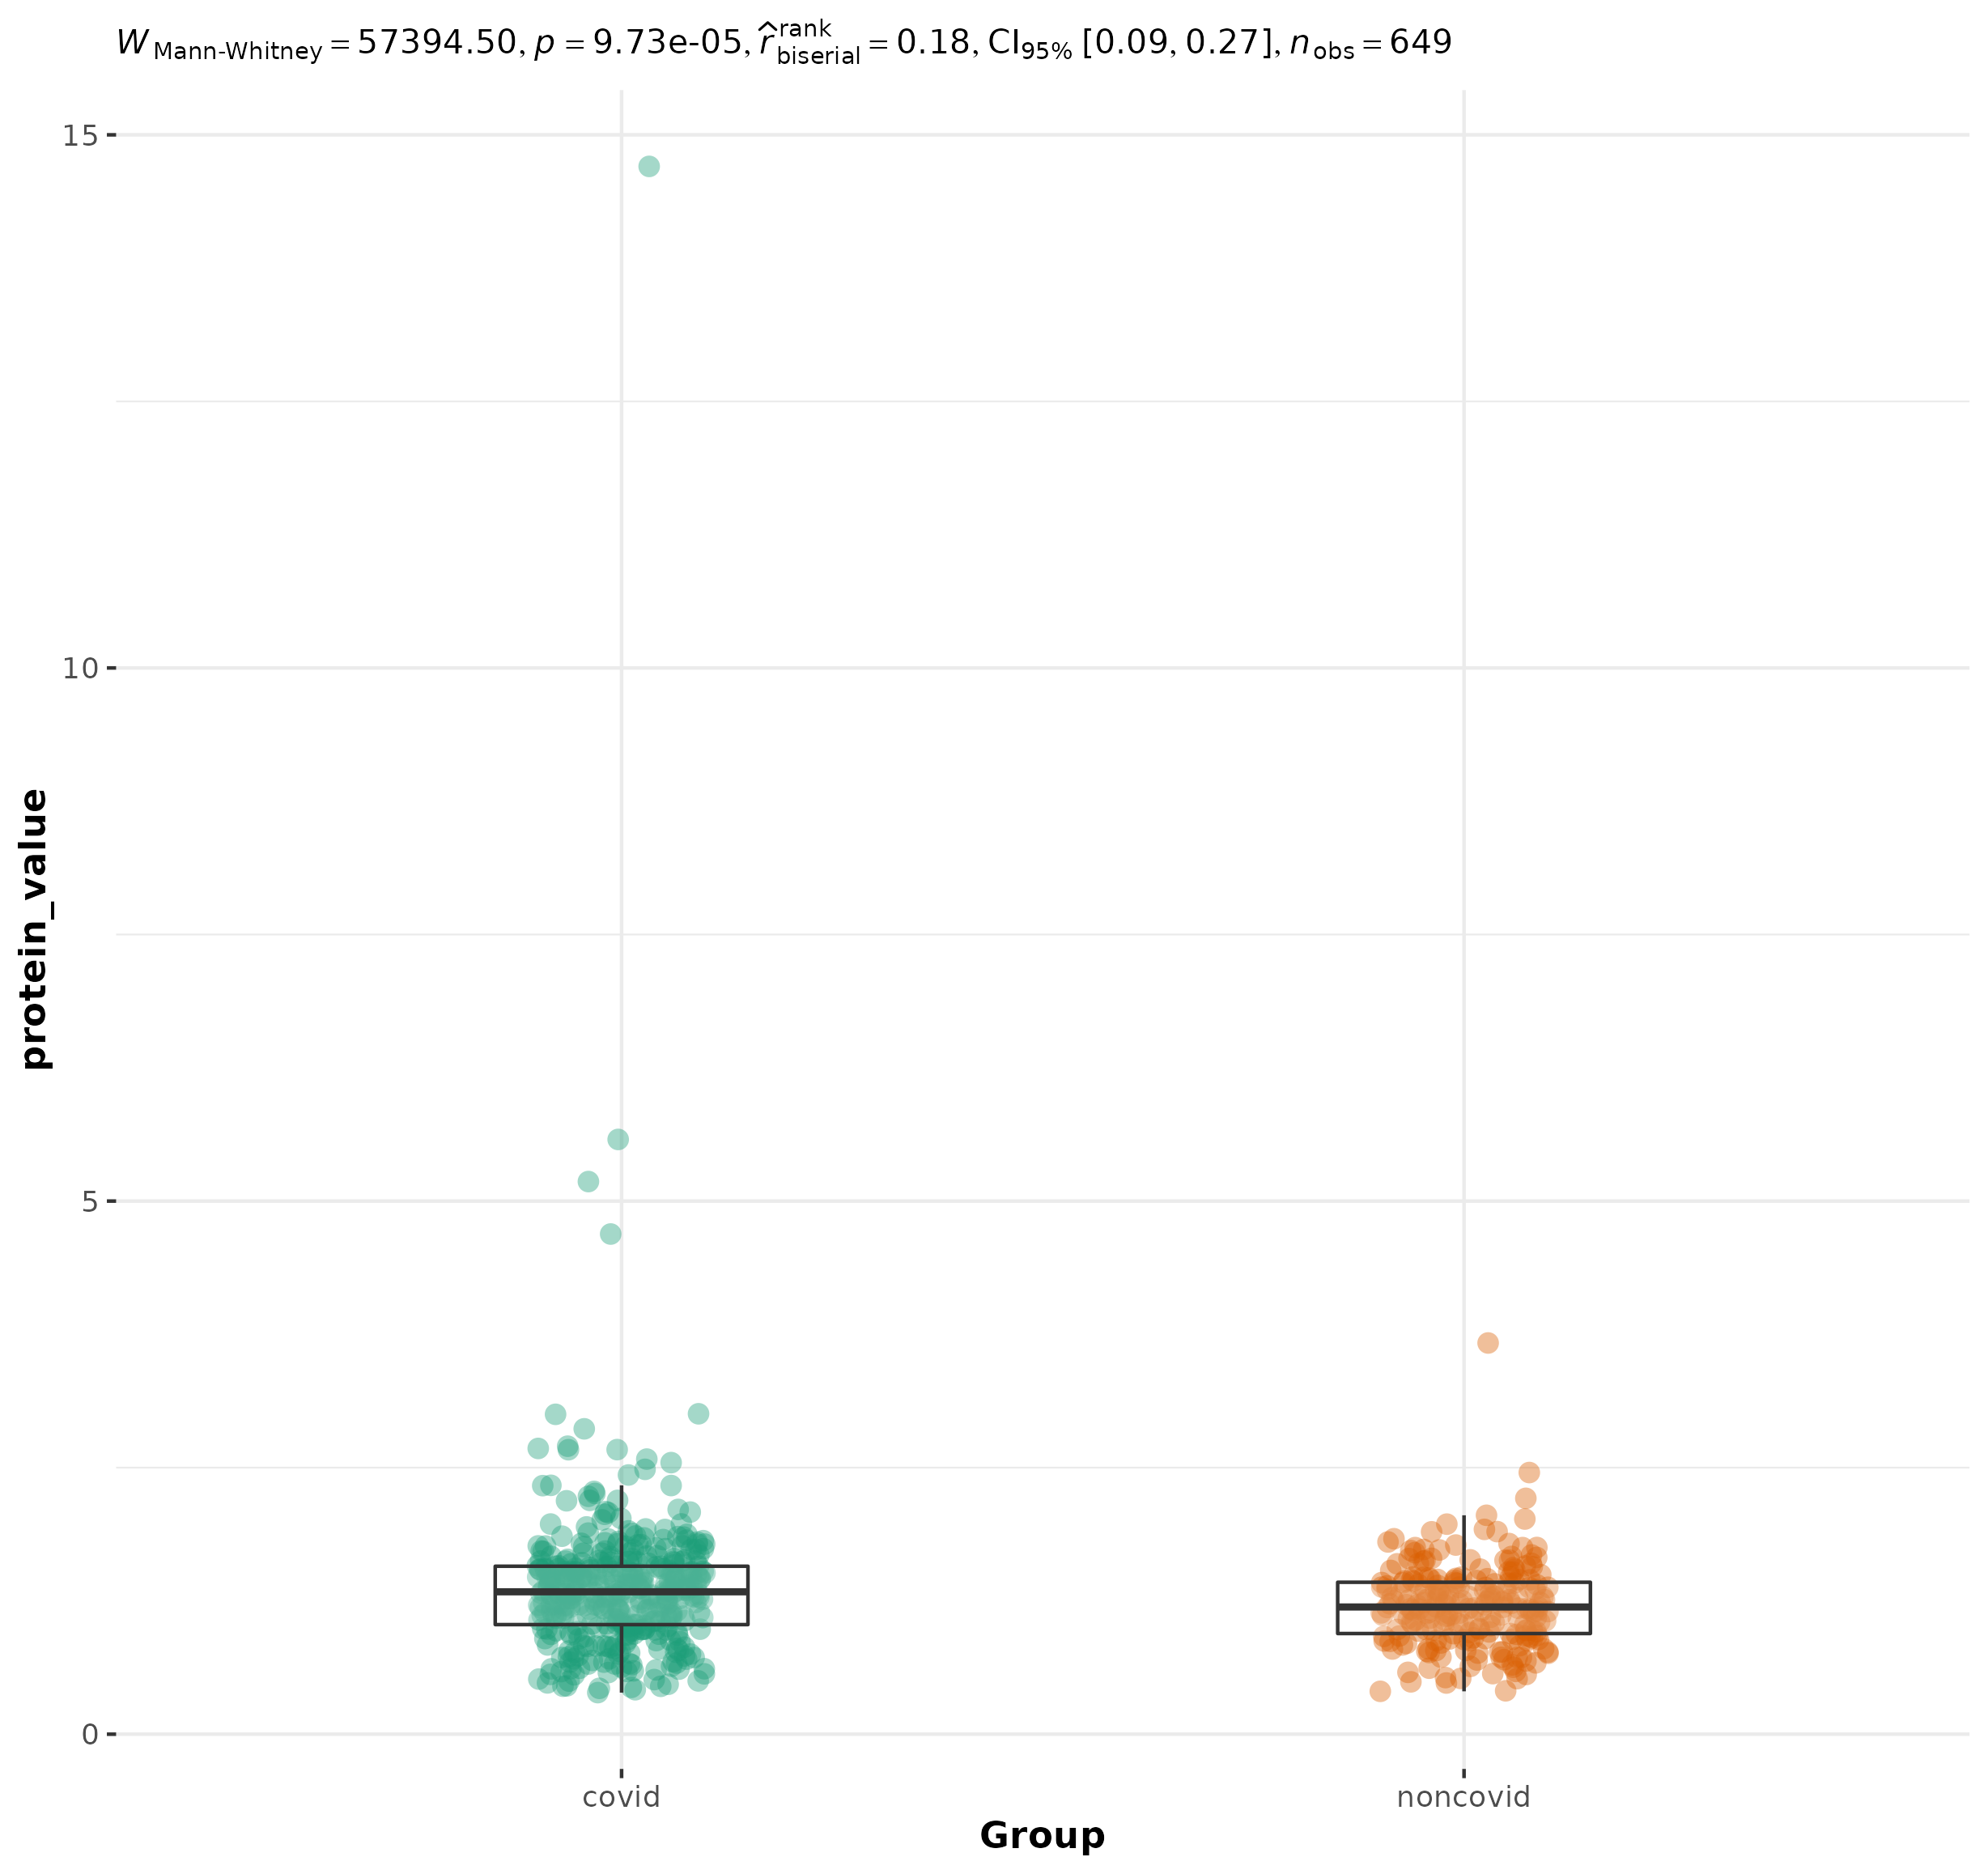 W Mann-Whitney = 57394.50, p = 9.73e-05, r̂ rank biserial = 0.18, CI95% [0.09, 0.27], n obs = 649
15
10
5
0
protein_value
covid noncovid
Group